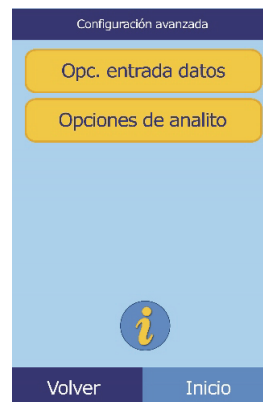 Configuración avanzada
Opc. entrada datos
Opciones de analito
i
Volver Inicio